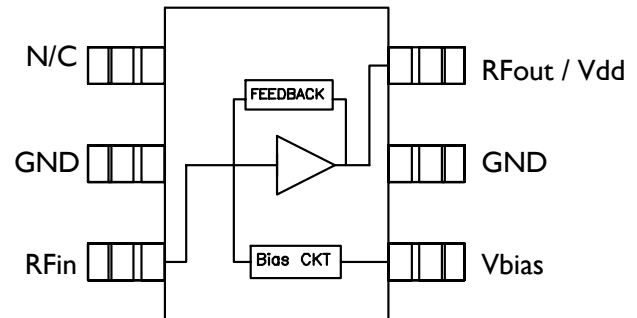 N/C
RFout / Vdd
FEEDBACK
GND
GND
RFin
Bias CKT
Vbias